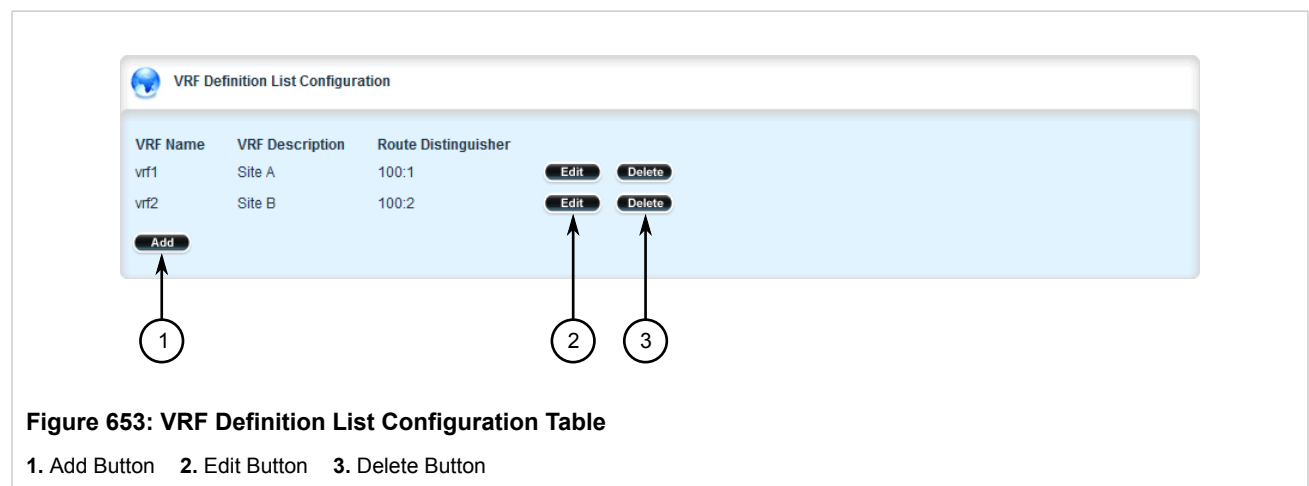 VRF Definition List Configuration
VRF Name VRF Description Route Distinguisher
vrf1 Site A 100:1 Edit Delete
vrf2 Site B 100:2 Edit Delete
Add
1 2 3
Figure 653: VRF Definition List Configuration Table
1. Add Button 2. Edit Button 3. Delete Button